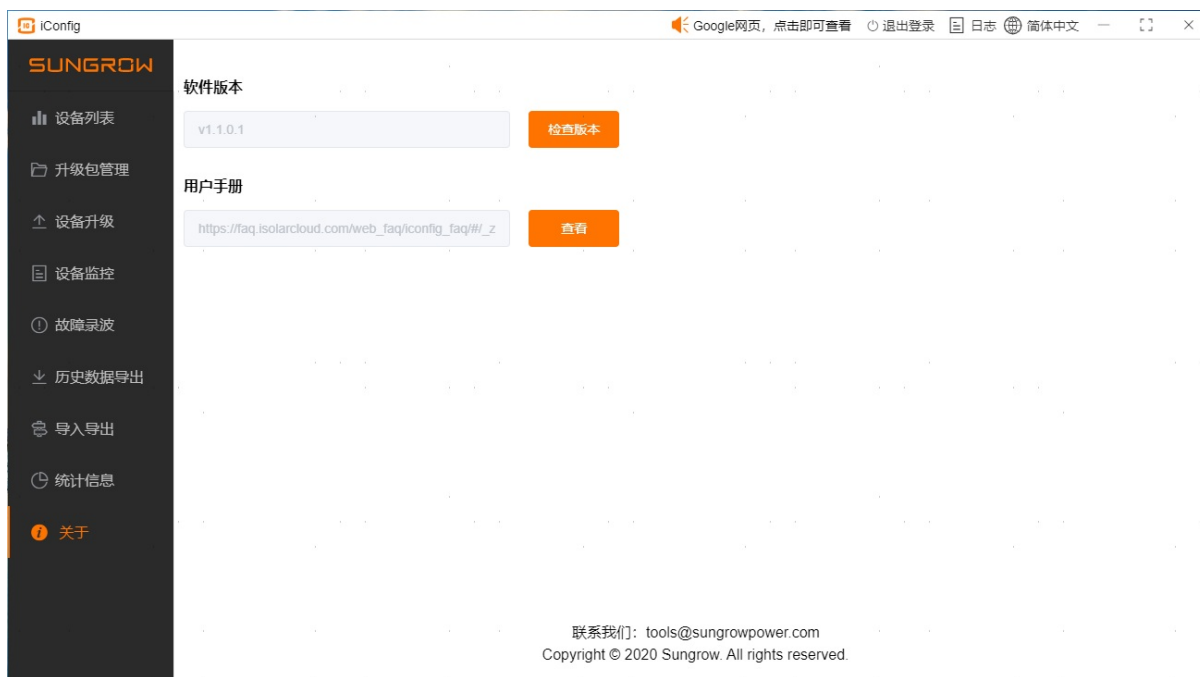 iConfig
Google网页，点击即可查看 退出登录 日志 简体中文
SUNGROW
设备列表
升级包管理
设备升级
设备监控
故障录波
历史数据导出
导入导出
统计信息
关于
软件版本
v1.1.0.1 检查版本
用户手册
https://faq.isolarcloud.com/web_faq/iconfig_faq/#/_z 查看
联系我们：tools@sungrowpower.com
Copyright © 2020 Sungrow. All rights reserved.